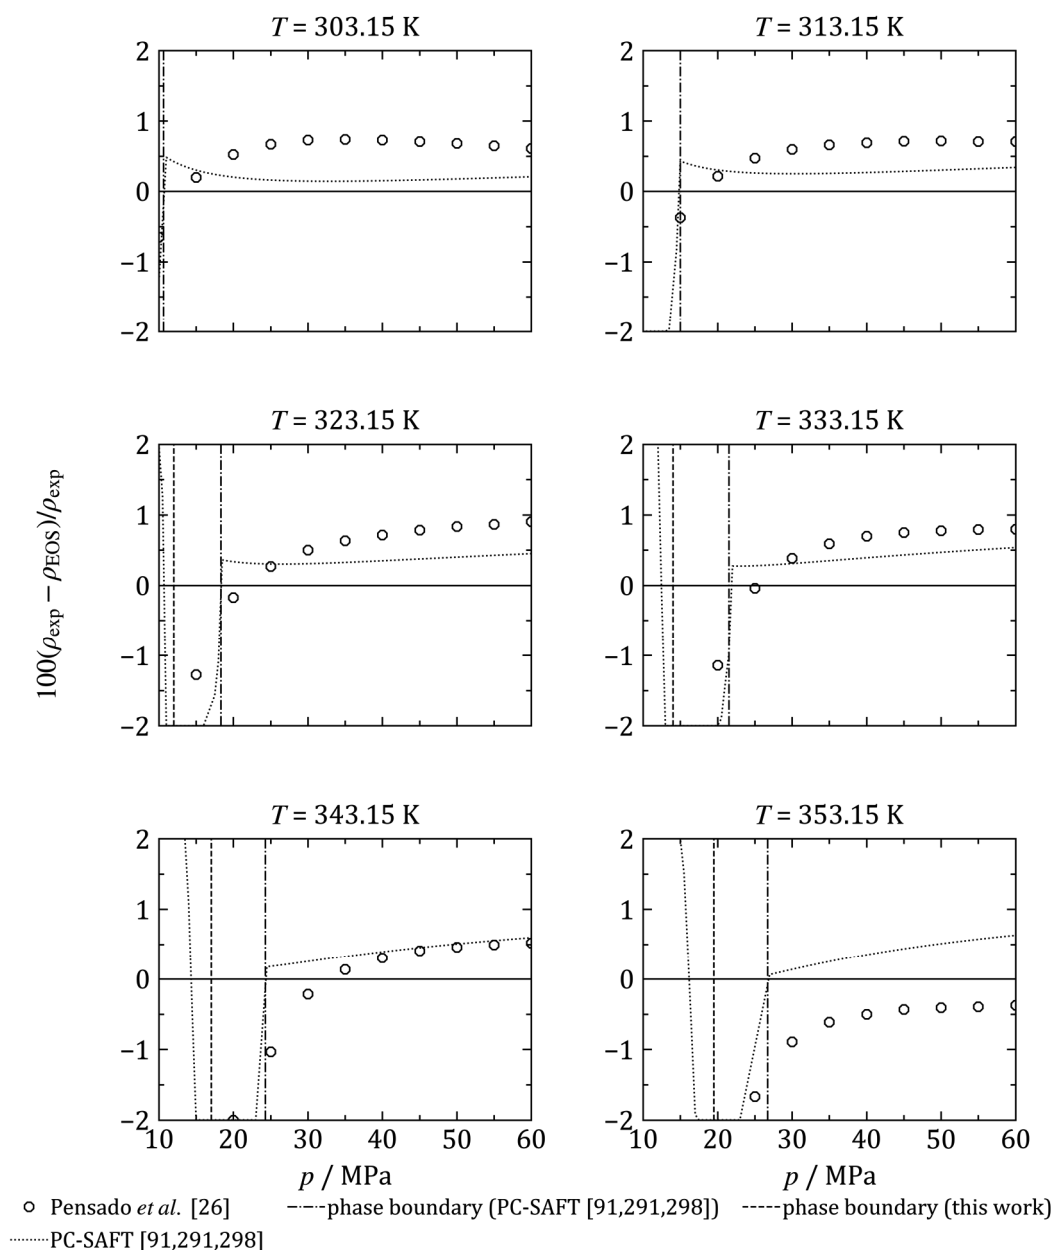 T = 303.15 K T = 313.15 K
2 2
1 1
0 0
−1 −1
−2 −2
T = 323.15 K T = 333.15 K
2 2
1 1
0 0
−1 −1
−2 −2
100(ρexp − ρEOS)/ρexp
T = 343.15 K T = 353.15 K
2 2
1 1
0 0
−1 −1
−2 −2
10 20 30 40 50 60 10 20 30 40 50 60
p / MPa p / MPa
Pensado et al. [26] phase boundary (PC-SAFT [91,291,298]) phase boundary (this work)
PC-SAFT [91,291,298]